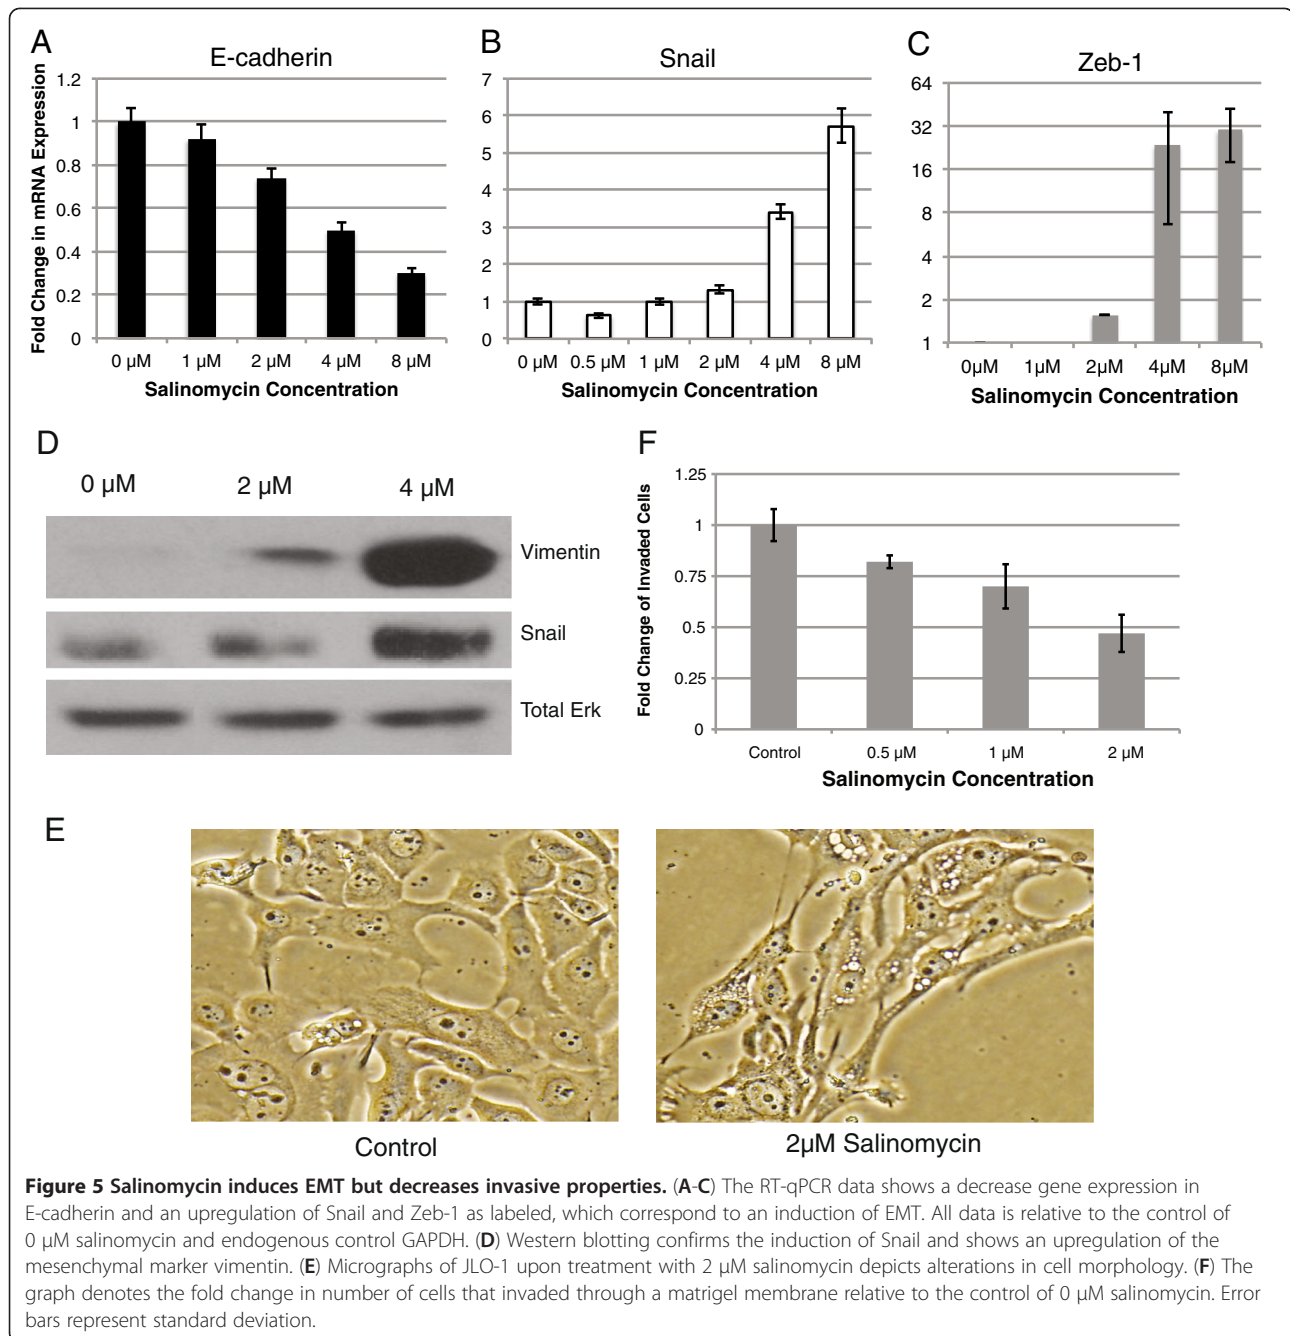 A
E-cadherin
Fold Change in mRNA Expression
1.2
1
0.8
0.6
0.4
0.2
0
0 µM 1 µM 2 µM 4 µM 8 µM
Salinomycin Concentration
B
Snail
7
6
5
4
3
2
1
0
0 µM 0.5 µM 1 µM 2 µM 4 µM 8 µM
Salinomycin Concentration
C
Zeb-1
64
32
16
8
4
2
1
0µM 1µM 2µM 4µM 8µM
Salinomycin Concentration
D
0 µM 2 µM 4 µM
Vimentin
Snail
Total Erk
F
Fold Change of Invaded Cells
1.25
1
0.75
0.5
0.25
0
Control 0.5 µM 1 µM 2 µM
Salinomycin Concentration
E
Control
2µM Salinomycin
Figure 5 Salinomycin induces EMT but decreases invasive properties. (A-C) The RT-qPCR data shows a decrease gene expression in
E-cadherin and an upregulation of Snail and Zeb-1 as labeled, which correspond to an induction of EMT. All data is relative to the control of
0 µM salinomycin and endogenous control GAPDH. (D) Western blotting confirms the induction of Snail and shows an upregulation of the
mesenchymal marker vimentin. (E) Micrographs of JLO-1 upon treatment with 2 µM salinomycin depicts alterations in cell morphology. (F) The
graph denotes the fold change in number of cells that invaded through a matrigel membrane relative to the control of 0 µM salinomycin. Error
bars represent standard deviation.